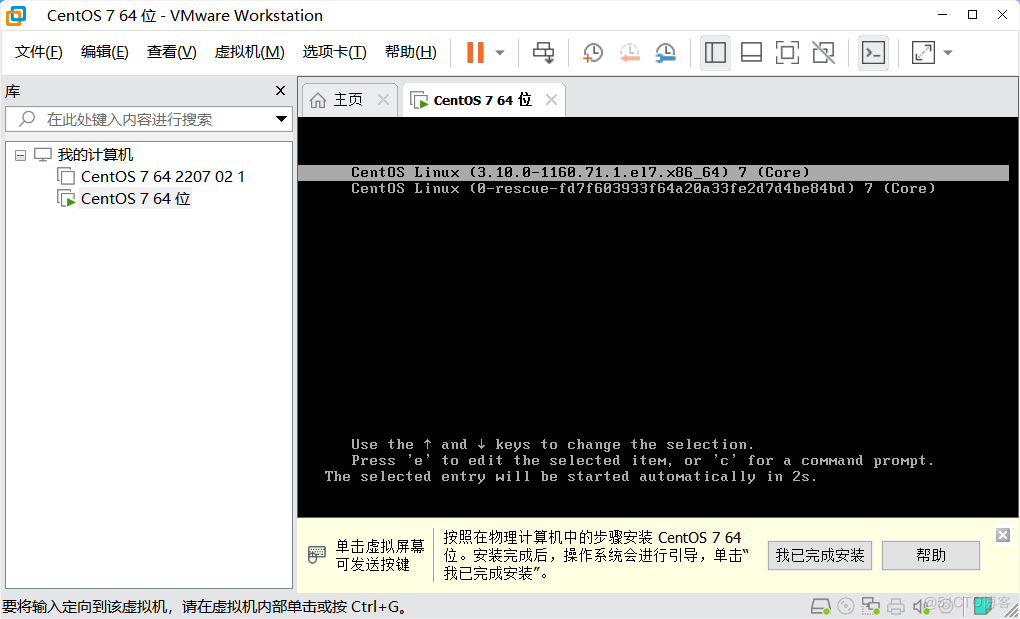 CentOS 7 64 位 - VMware Workstation
文件(F) 编辑(E) 查看(V) 虚拟机(M) 选项卡(T) 帮助(H)
库
在此处键入内容进行搜索
我的计算机
CentOS 7 64 2207 02 1
CentOS 7 64 位
主页 CentOS 7 64 位
CentOS Linux (3.10.0-1160.71.1.el7.x86_64) 7 (Core)
CentOS Linux (0-rescue-fd7f603933f64a20a33fe2d7d4be84bd) 7 (Core)
Use the ↑ and ↓ keys to change the selection.
Press 'e' to edit the selected item, or 'c' for a command prompt.
The selected entry will be started automatically in 2s.
单击虚拟屏幕
可发送按键
按照在物理计算机中的步骤安装 CentOS 7 64
位。安装完成后，操作系统会进行引导，单击“
我已完成安装”。
我已完成安装 帮助
要将输入定向到该虚拟机，请在虚拟机内部单击或按 Ctrl+G。
@51CTO博客